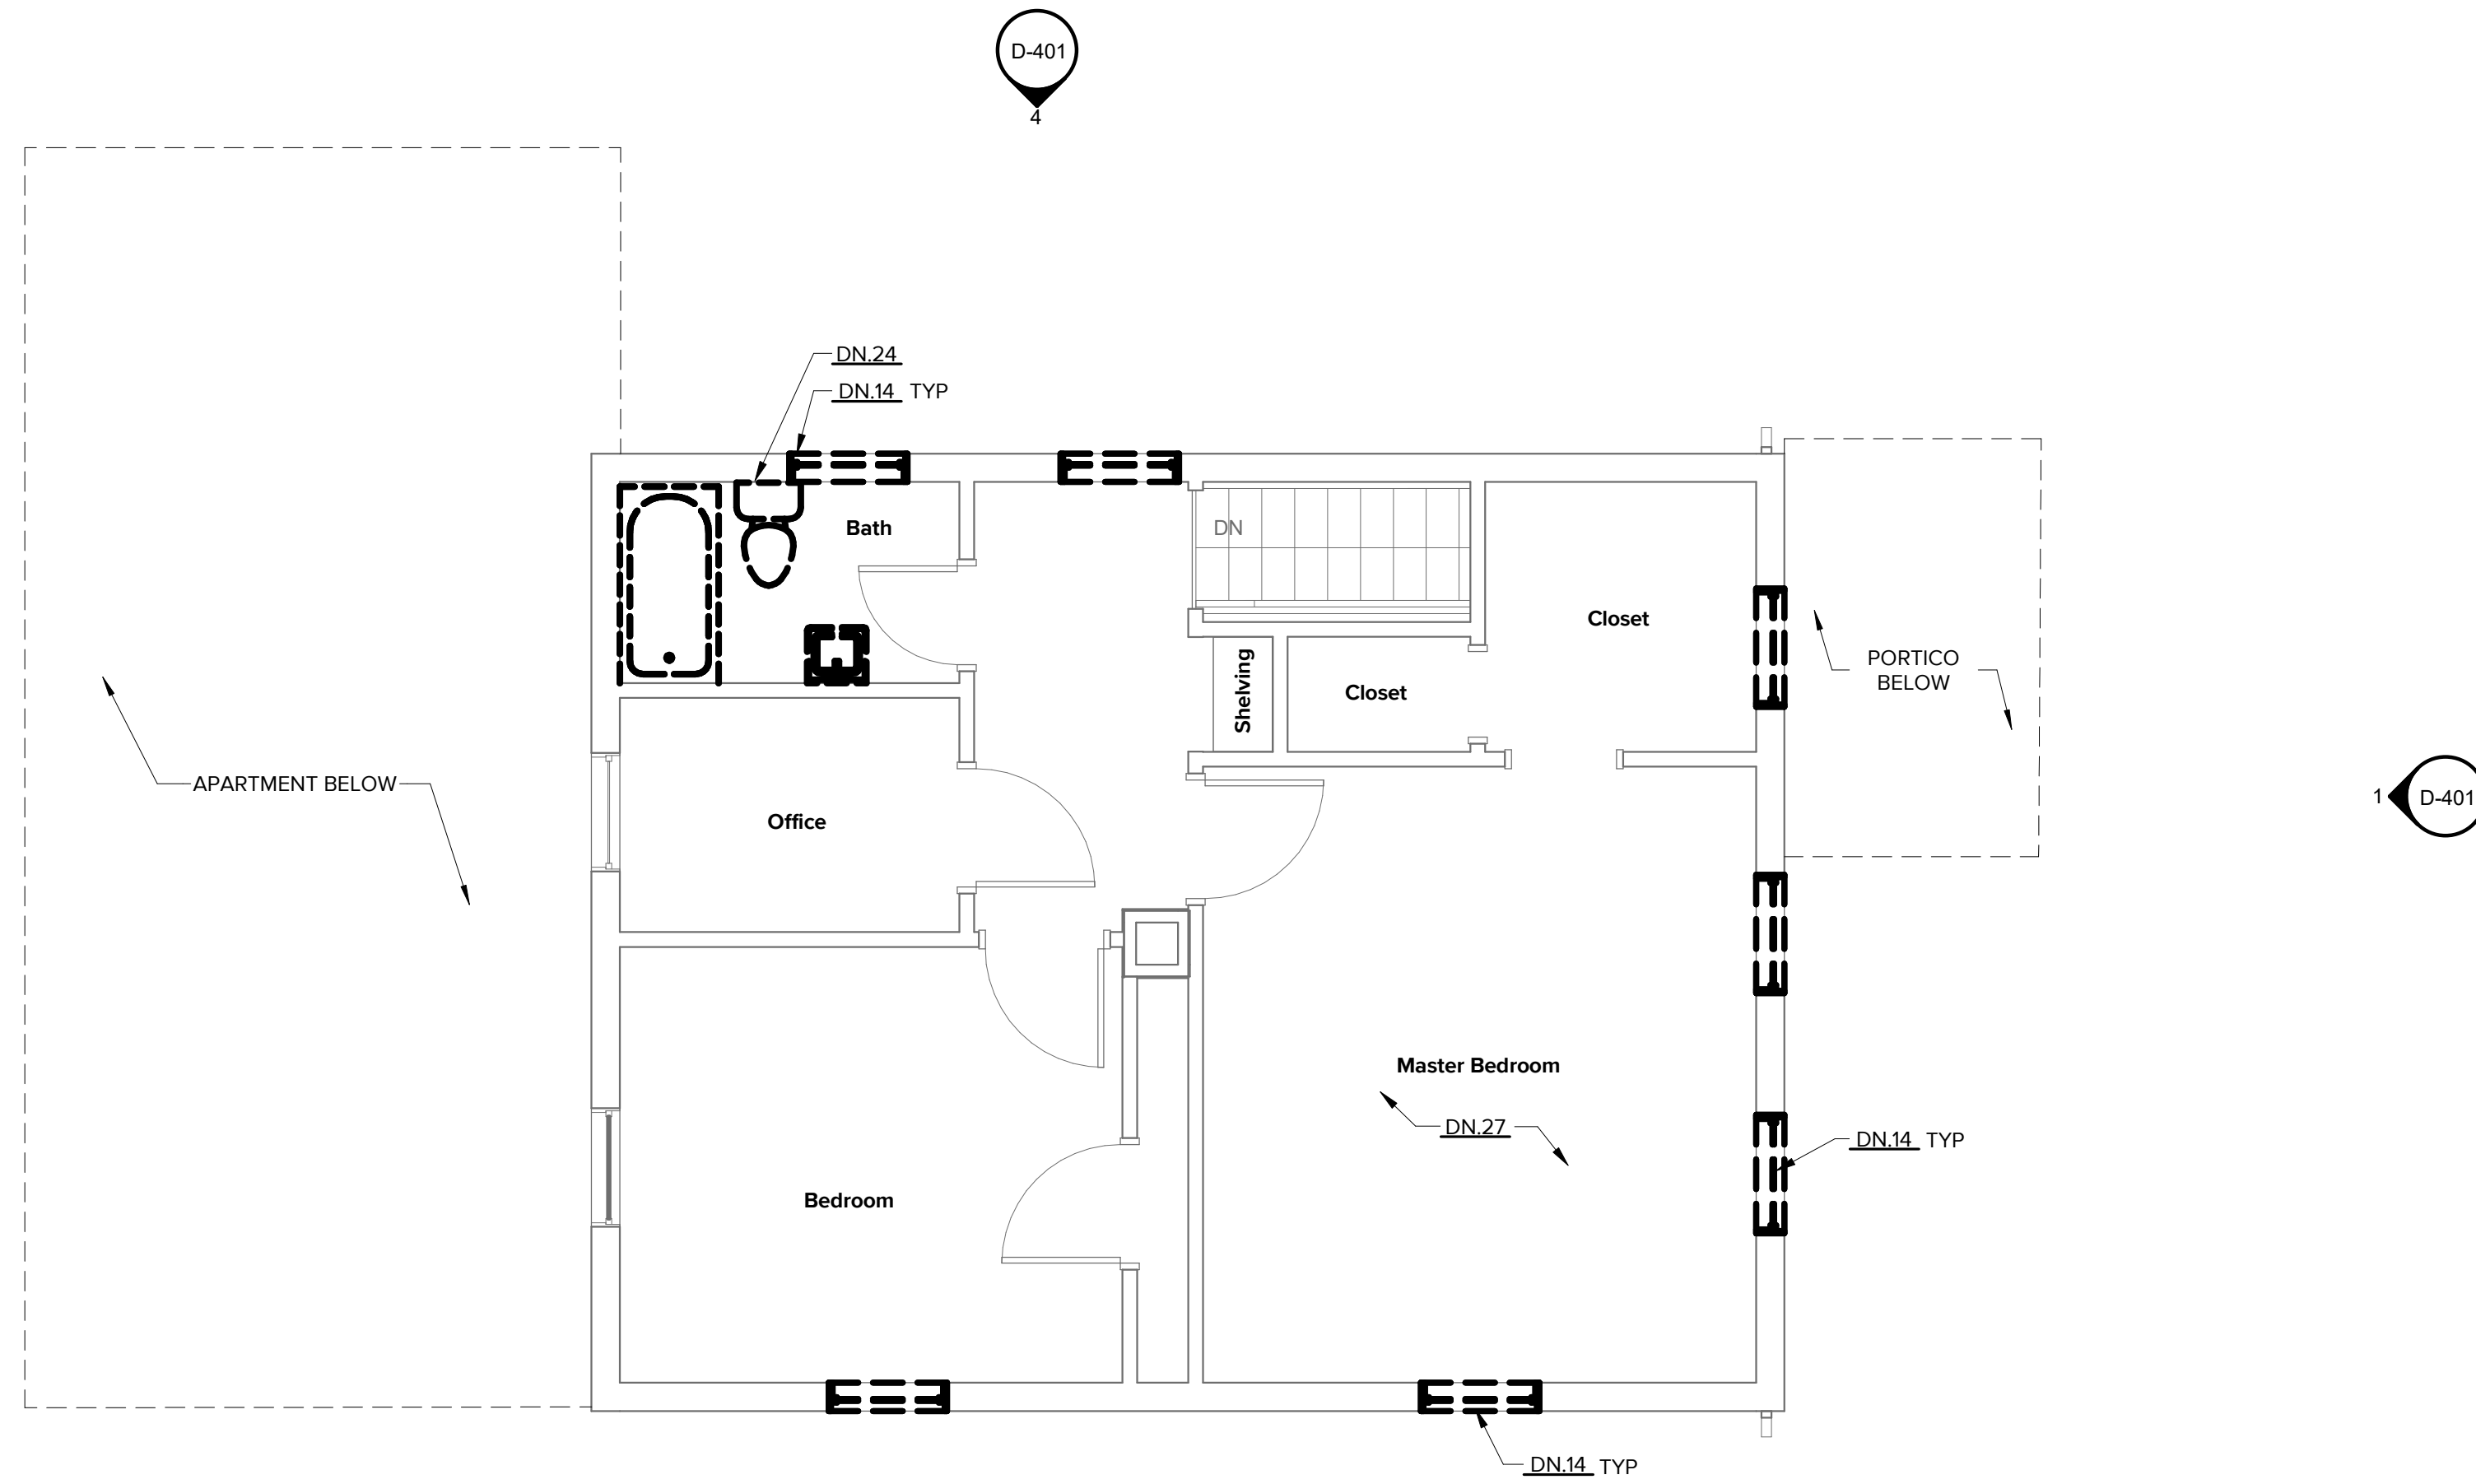 D-401
4
DN.24
DN.14 TYP
Bath
DN
Closet
PORTICO
BELOW
Shelving
Closet
APARTMENT BELOW
1
D-401
Office
Master Bedroom
DN.27
DN.14 TYP
Bedroom
DN.14 TYP